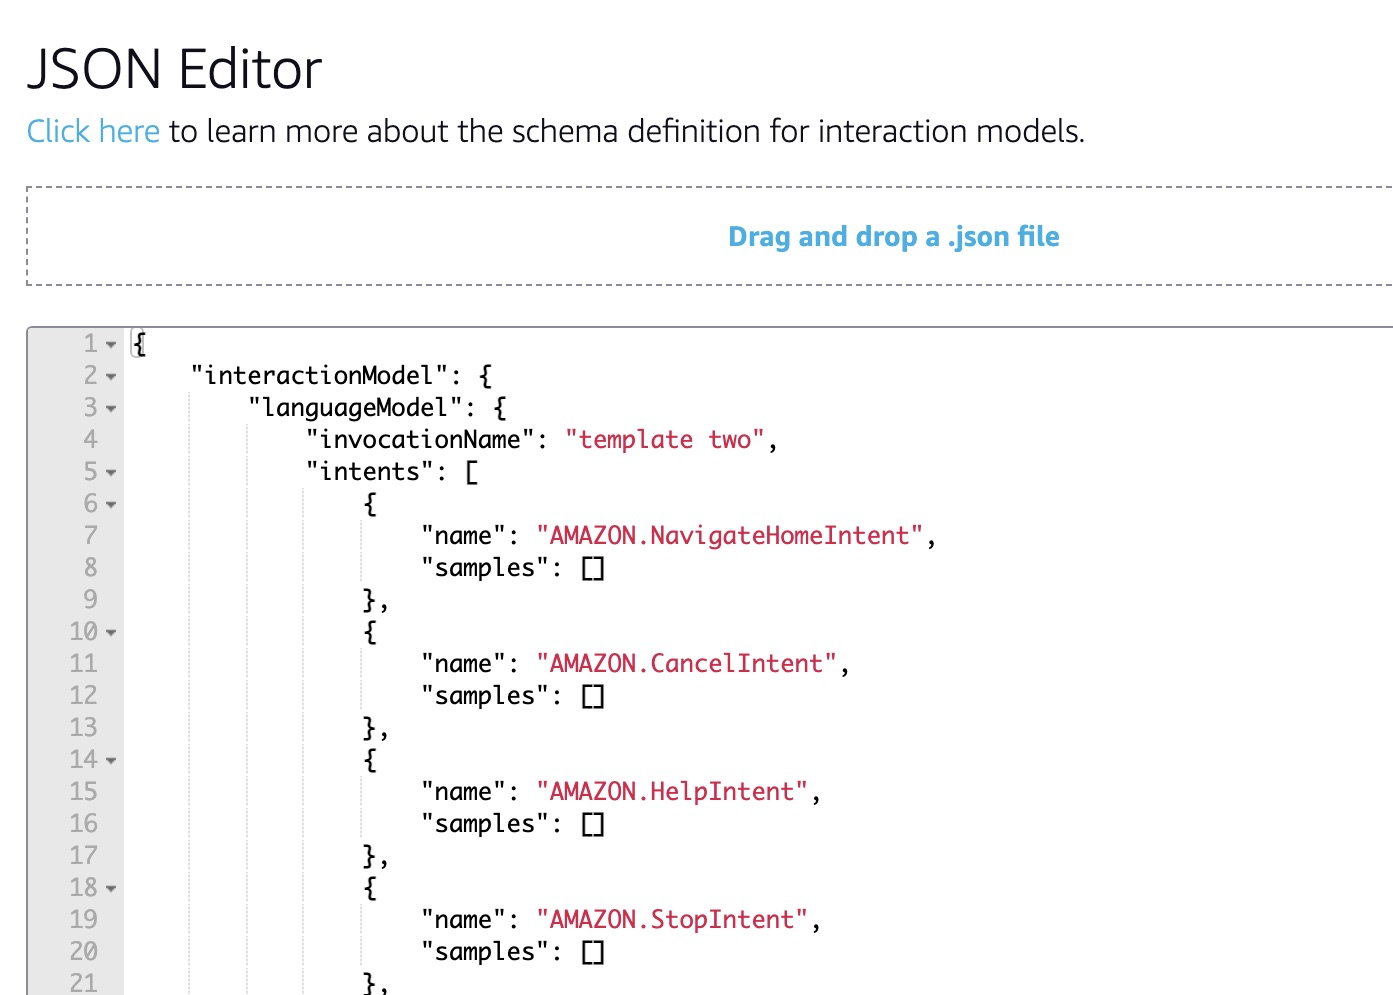 JSON Editor
Click here to learn more about the schema definition for interaction models.
Drag and drop a .json file
1 {
2 "interactionModel": {
3 "languageModel": {
4 "invocationName": "template two",
5 "intents": [
6 {
7 "name": "AMAZON.NavigateHomeIntent",
8 "samples": []
9 },
10 {
11 "name": "AMAZON.CancelIntent",
12 "samples": []
13 },
14 {
15 "name": "AMAZON.HelpIntent",
16 "samples": []
17 },
18 {
19 "name": "AMAZON.StopIntent",
20 "samples": []
21 },